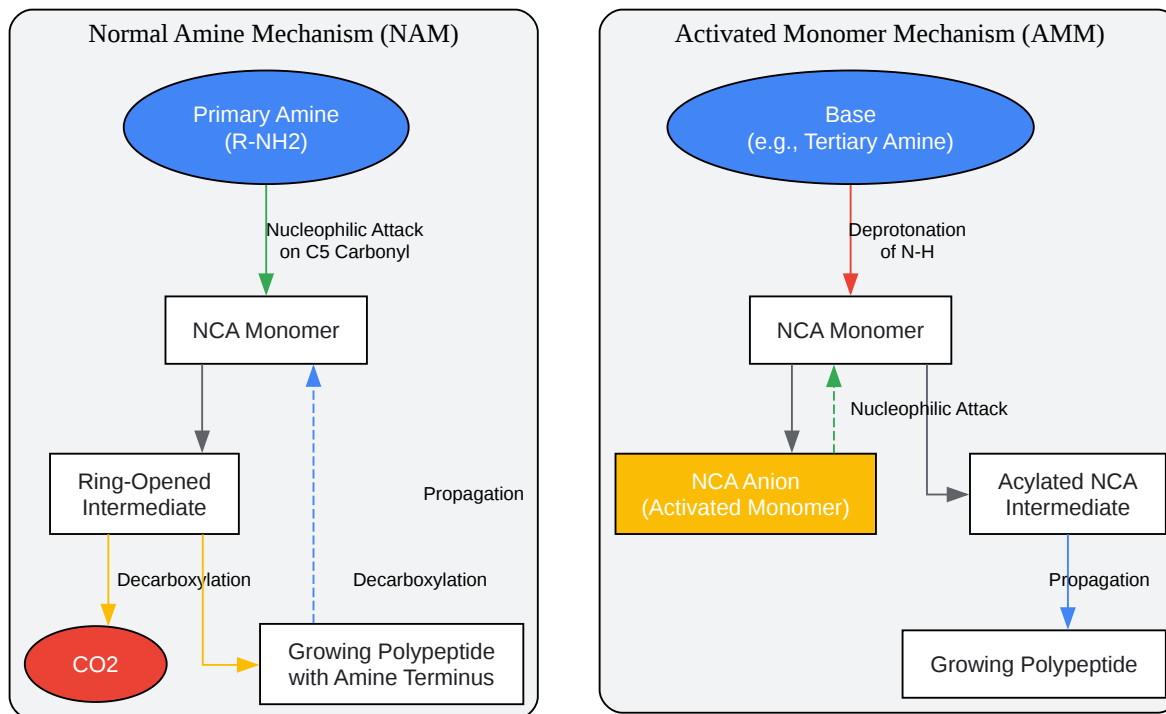 Normal Amine Mechanism (NAM)
Primary Amine
(R-NH2)
Nucleophilic Attack
on C5 Carbonyl
NCA Monomer
Ring-Opened
Intermediate
Propagation
Decarboxylation
Decarboxylation
CO2
Growing Polypeptide
with Amine Terminus
Activated Monomer Mechanism (AMM)
Base
(e.g., Tertiary Amine)
Deprotonation
of N-H
NCA Monomer
Nucleophilic Attack
NCA Anion
(Activated Monomer)
Acylated NCA
Intermediate
Propagation
Growing Polypeptide